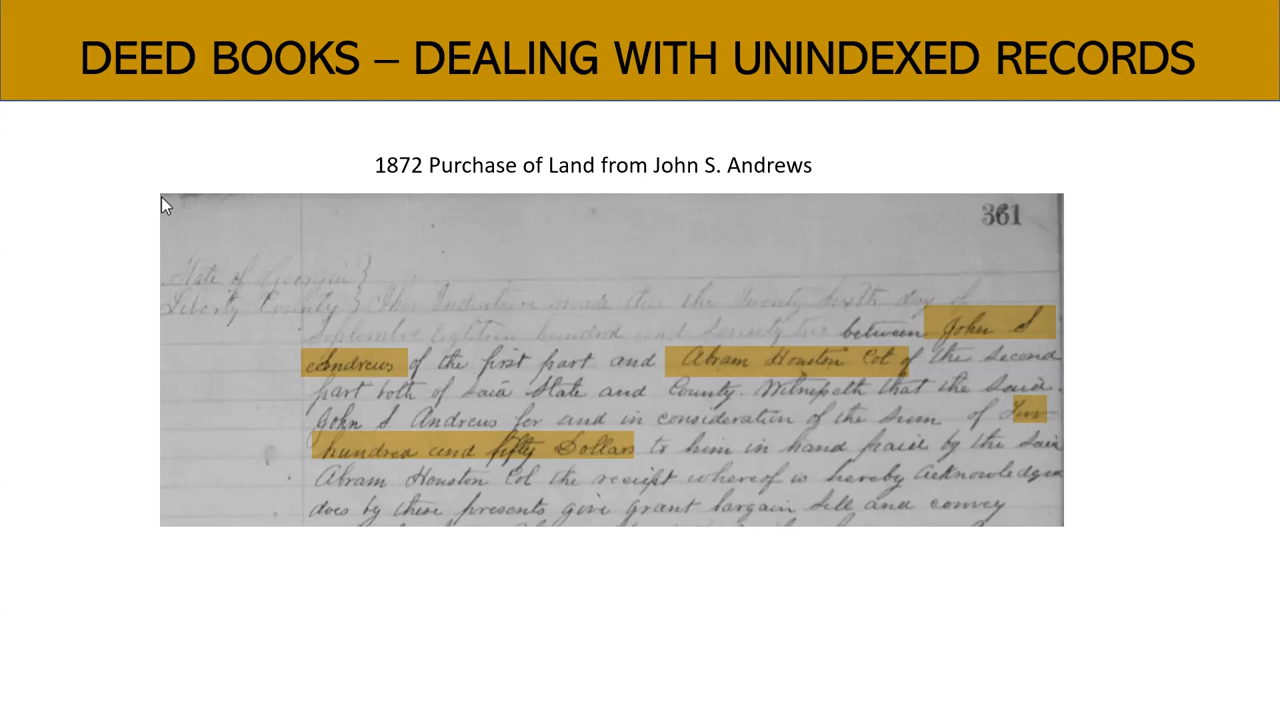 DEED BOOKS – DEALING WITH UNINDEXED RECORDS
1872 Purchase of Land from John S. Andrews
361
State of Georgia }
Liberty County } This Indenture made this the Twenty Sixth day of
September Eighteen hundred and Seventy two between John S
Andrews of the first part and Abram Houston Col of the second
part both of said State and County. Witnesseth that the said
John S Andrews for and in consideration of the sum of Two
hundred and fifty Dollars to him in hand paid by the said
Abram Houston Col the receipt whereof is hereby acknowledged
does by these presents give grant bargain sell and convey